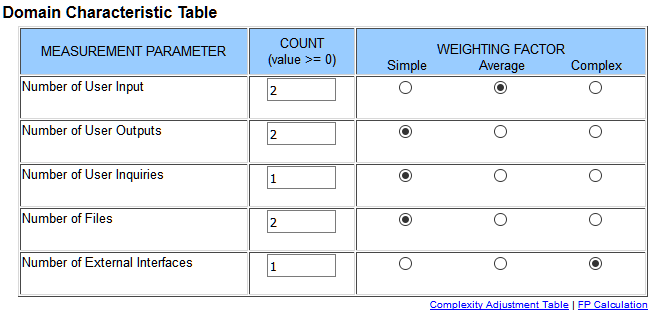 Domain Characteristic Table
MEASUREMENT PARAMETER
COUNT
(value >= 0)
WEIGHTING FACTOR
Simple Average Complex
Number of User Input 2
Number of User Outputs 2
Number of User Inquiries 1
Number of Files 2
Number of External Interfaces 1
Complexity Adjustment Table | FP Calculation